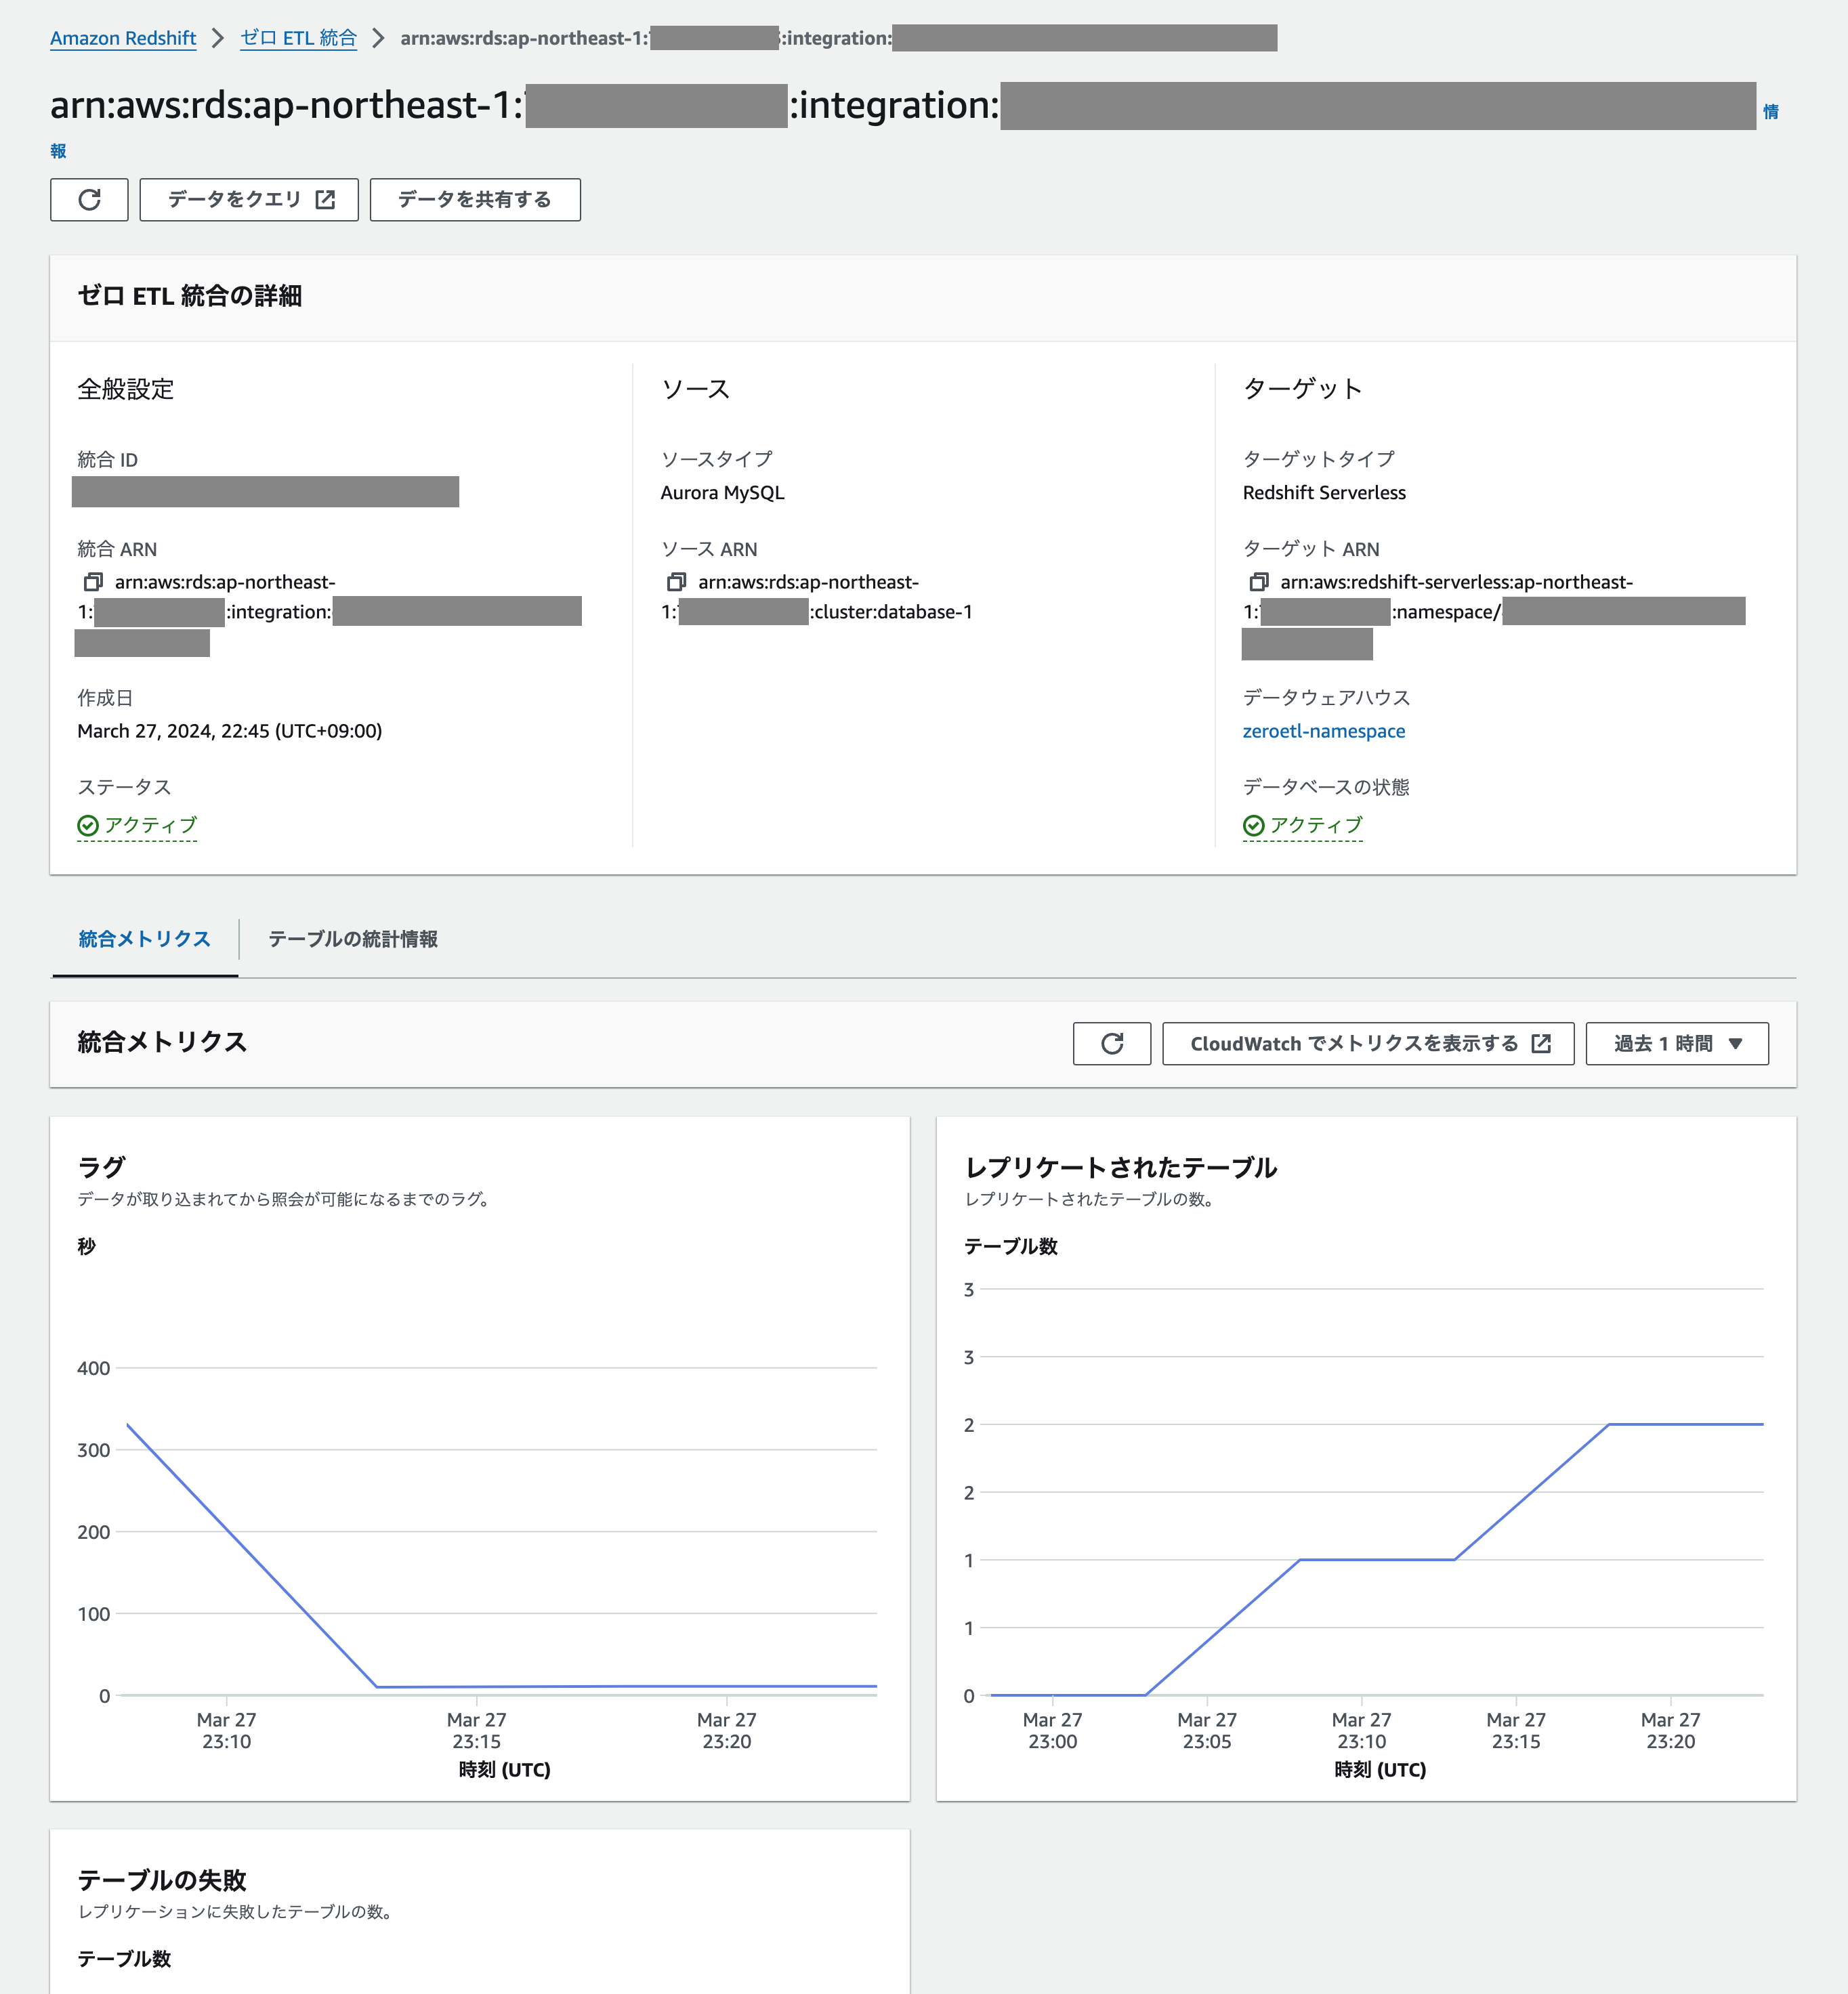 Amazon Redshift > ゼロ ETL 統合 > arn:aws:rds:ap-northeast-1: :integration:
arn:aws:rds:ap-northeast-1: :integration: 情
報
データをクエリ データを共有する
ゼロ ETL 統合の詳細
全般設定
統合 ID
統合 ARN
arn:aws:rds:ap-northeast-
1: :integration:
作成日
March 27, 2024, 22:45 (UTC+09:00)
ステータス
アクティブ
ソース
ソースタイプ
Aurora MySQL
ソース ARN
arn:aws:rds:ap-northeast-
1: :cluster:database-1
ターゲット
ターゲットタイプ
Redshift Serverless
ターゲット ARN
arn:aws:redshift-serverless:ap-northeast-
1: :namespace/
データウェアハウス
zeroetl-namespace
データベースの状態
アクティブ
統合メトリクス テーブルの統計情報
統合メトリクス CloudWatch でメトリクスを表示する 過去 1 時間
ラグ
データが取り込まれてから照会が可能になるまでのラグ。
秒
400
300
200
100
0
Mar 27 Mar 27 Mar 27
23:10 23:15 23:20
時刻 (UTC)
レプリケートされたテーブル
レプリケートされたテーブルの数。
テーブル数
3
3
2
2
1
1
0
Mar 27 Mar 27 Mar 27 Mar 27 Mar 27
23:00 23:05 23:10 23:15 23:20
時刻 (UTC)
テーブルの失敗
レプリケーションに失敗したテーブルの数。
テーブル数